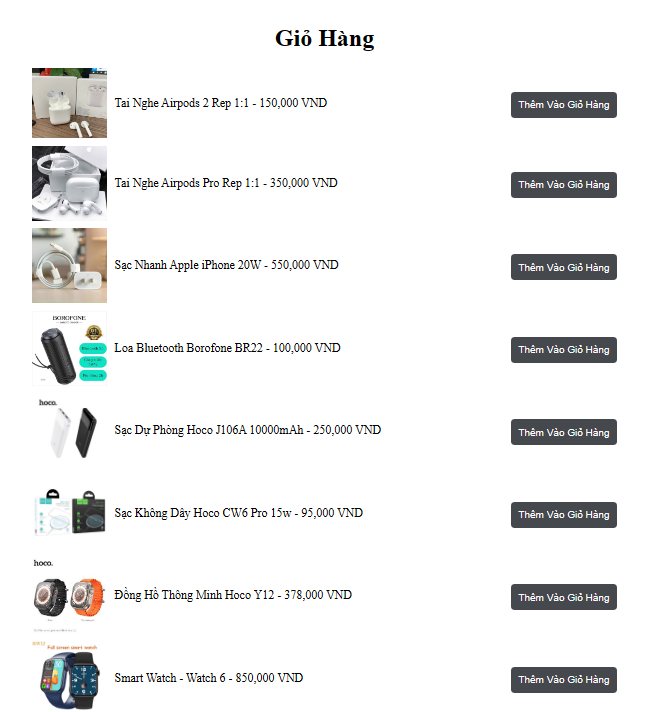 Giỏ Hàng
Tai Nghe Airpods 2 Rep 1:1 - 150,000 VND
Thêm Vào Giỏ Hàng
Tai Nghe Airpods Pro Rep 1:1 - 350,000 VND
Thêm Vào Giỏ Hàng
Sạc Nhanh Apple iPhone 20W - 550,000 VND
Thêm Vào Giỏ Hàng
BOROFONE
Loa Bluetooth Borofone BR22 - 100,000 VND
Thêm Vào Giỏ Hàng
hoco.
Sạc Dự Phòng Hoco J106A 10000mAh - 250,000 VND
Thêm Vào Giỏ Hàng
Sạc Không Dây Hoco CW6 Pro 15w - 95,000 VND
Thêm Vào Giỏ Hàng
hoco.
Đồng Hồ Thông Minh Hoco Y12 - 378,000 VND
Thêm Vào Giỏ Hàng
Full screen smart watch
Smart Watch - Watch 6 - 850,000 VND
Thêm Vào Giỏ Hàng